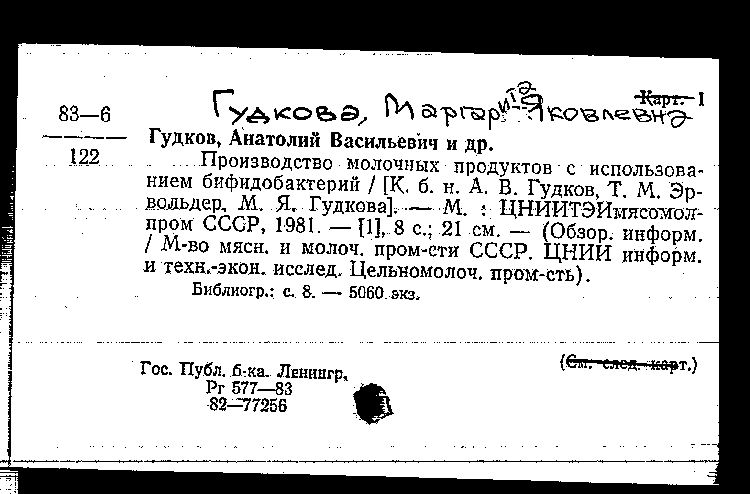 Гудкова, Маргарита Яковлевна
Карт. I
83—6
122
Гудков, Анатолий Васильевич и др.
Производство молочных продуктов с использова-
нием бифидобактерий / [К. б. н. А. В. Гудков, Т. М. Эр-
вольдер, М. Я. Гудкова]. — М. : ЦНИИТЭИмясомол-
пром СССР, 1981. — [1], 8 с.; 21 см. — (Обзор. информ.
/ М-во мясн. и молоч. пром-сти СССР. ЦНИИ информ.
и техн.-экон. исслед. Цельномолоч. пром-сть).
Библиогр.: с. 8. — 5060 экз.
(См. след. карт.)
Гос. Публ. б-ка. Ленингр.
Рг 577—83
82—77256